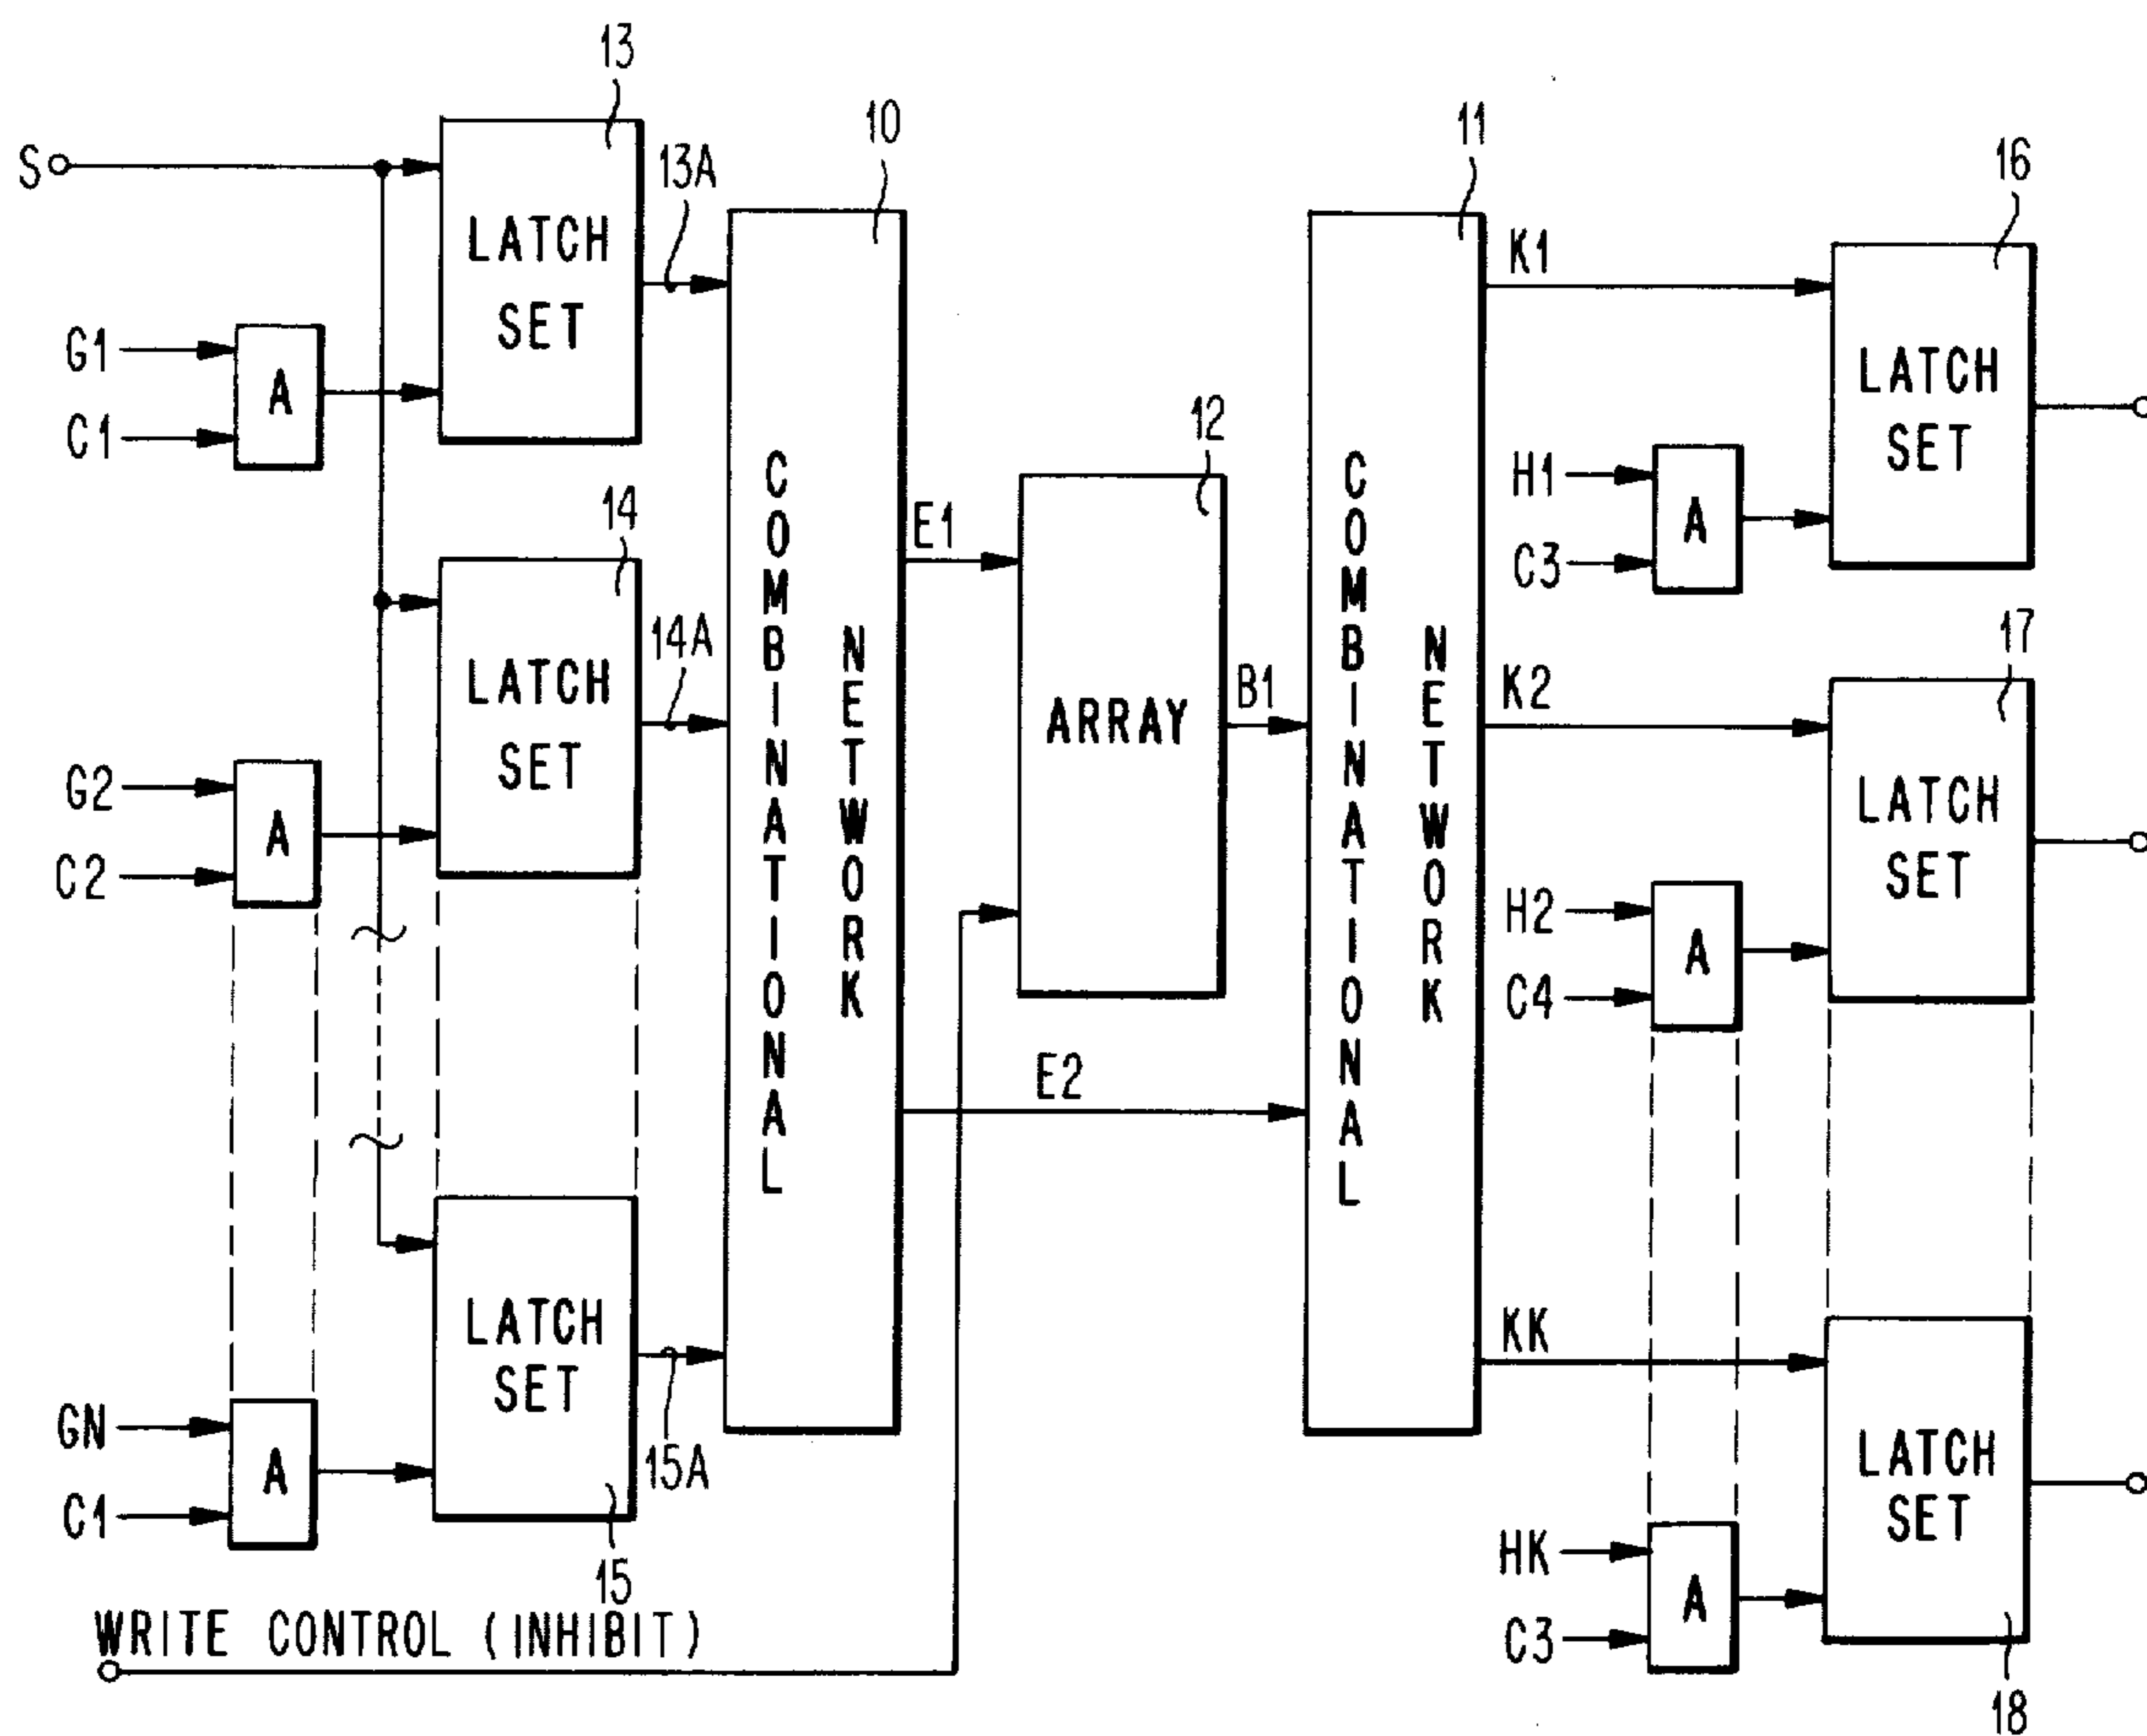 13
S
LATCH
SET
13A
G1
C1
A
10
COMBINATIONAL
NETWORK
14
LATCH
SET
14A
G2
C2
A
E1
12
ARRAY
B1
E2
11
COMBINATIONAL
NETWORK
K1
16
LATCH
SET
H1
C3
A
K2
17
LATCH
SET
H2
C4
A
LATCH
SET
15A
15
GN
C1
A
KK
LATCH
SET
18
HK
C3
A
WRITE CONTROL (INHIBIT)